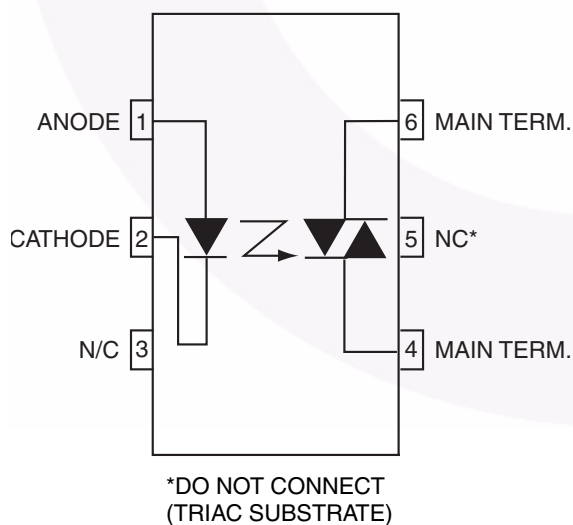 ANODE 1
CATHODE 2
N/C 3
6 MAIN TERM.
5 NC*
4 MAIN TERM.
*DO NOT CONNECT
(TRIAC SUBSTRATE)